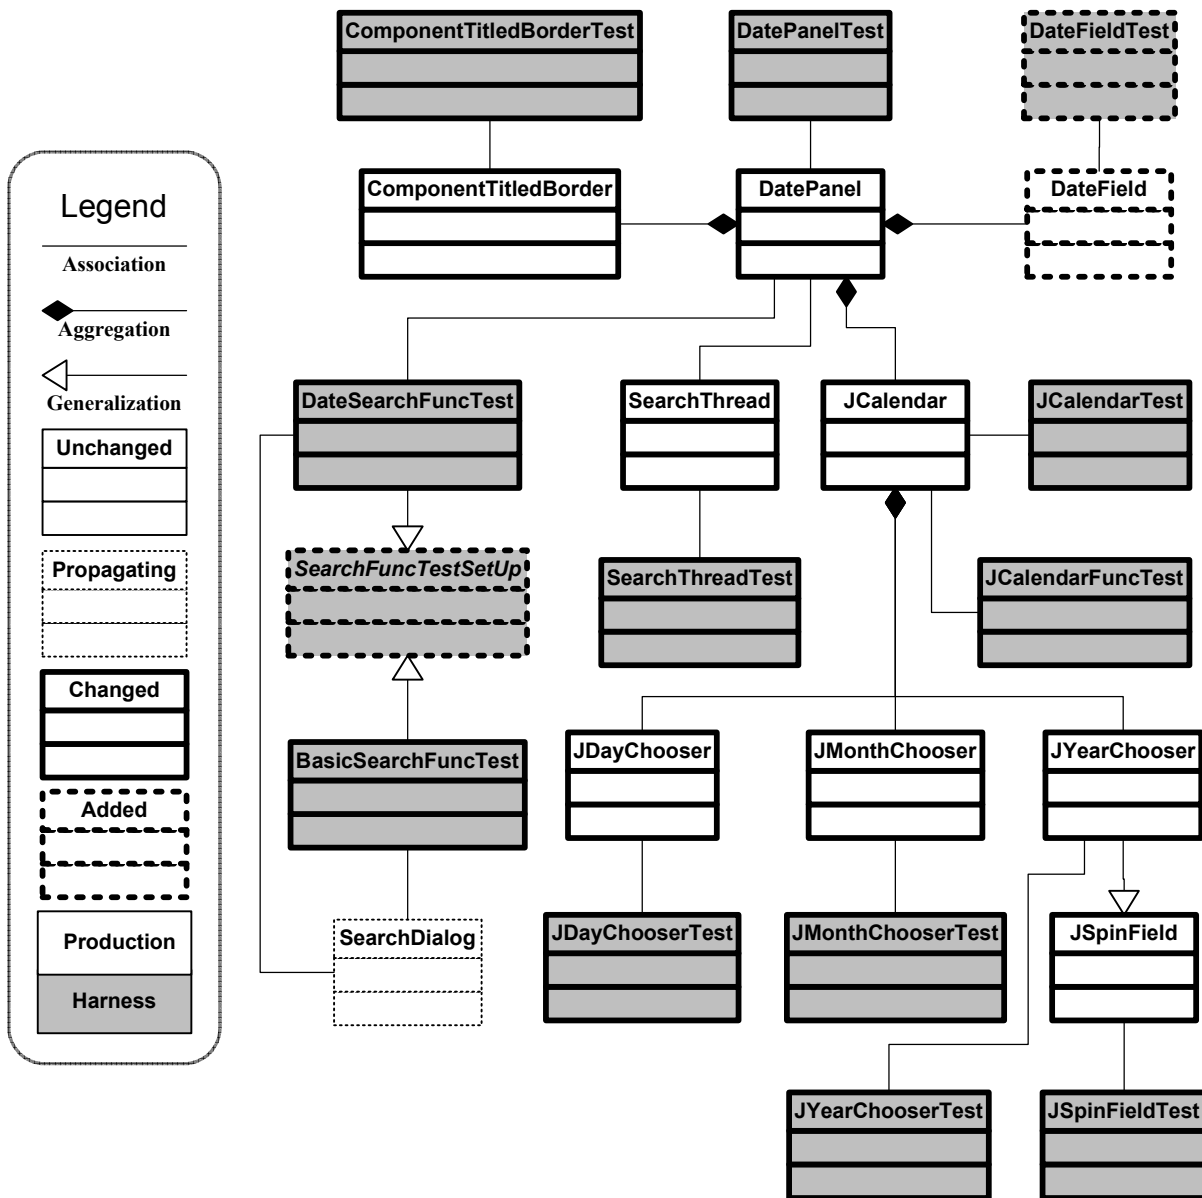 ComponentTitledBorderTest
DatePanelTest
DateFieldTest
Legend
Association
Aggregation
Generalization
Unchanged
Propagating
Changed
Added
Production
Harness
ComponentTitledBorder
DatePanel
DateField
DateSearchFuncTest
SearchThread
JCalendar
JCalendarTest
SearchFuncTestSetUp
SearchThreadTest
JCalendarFuncTest
BasicSearchFuncTest
JDayChooser
JMonthChooser
JYearChooser
SearchDialog
JDayChooserTest
JMonthChooserTest
JSpinField
JYearChooserTest
JSpinFieldTest